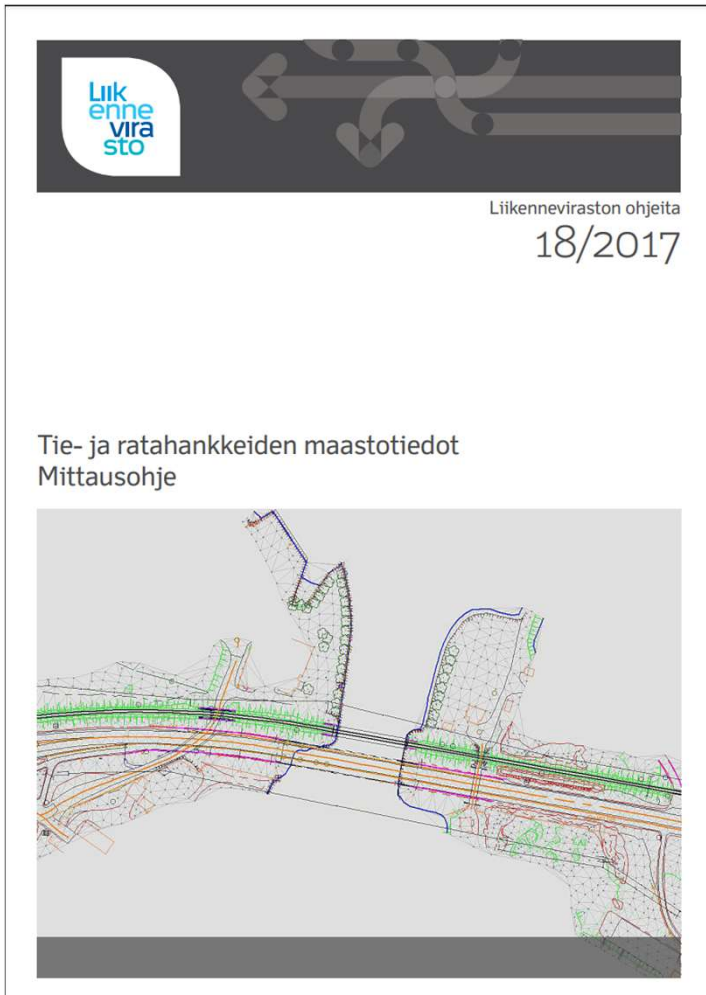 Liik
enne
vira
sto
Liikenneviraston ohjeita
18/2017
Tie- ja ratahankkeiden maastotiedot
Mittausohje